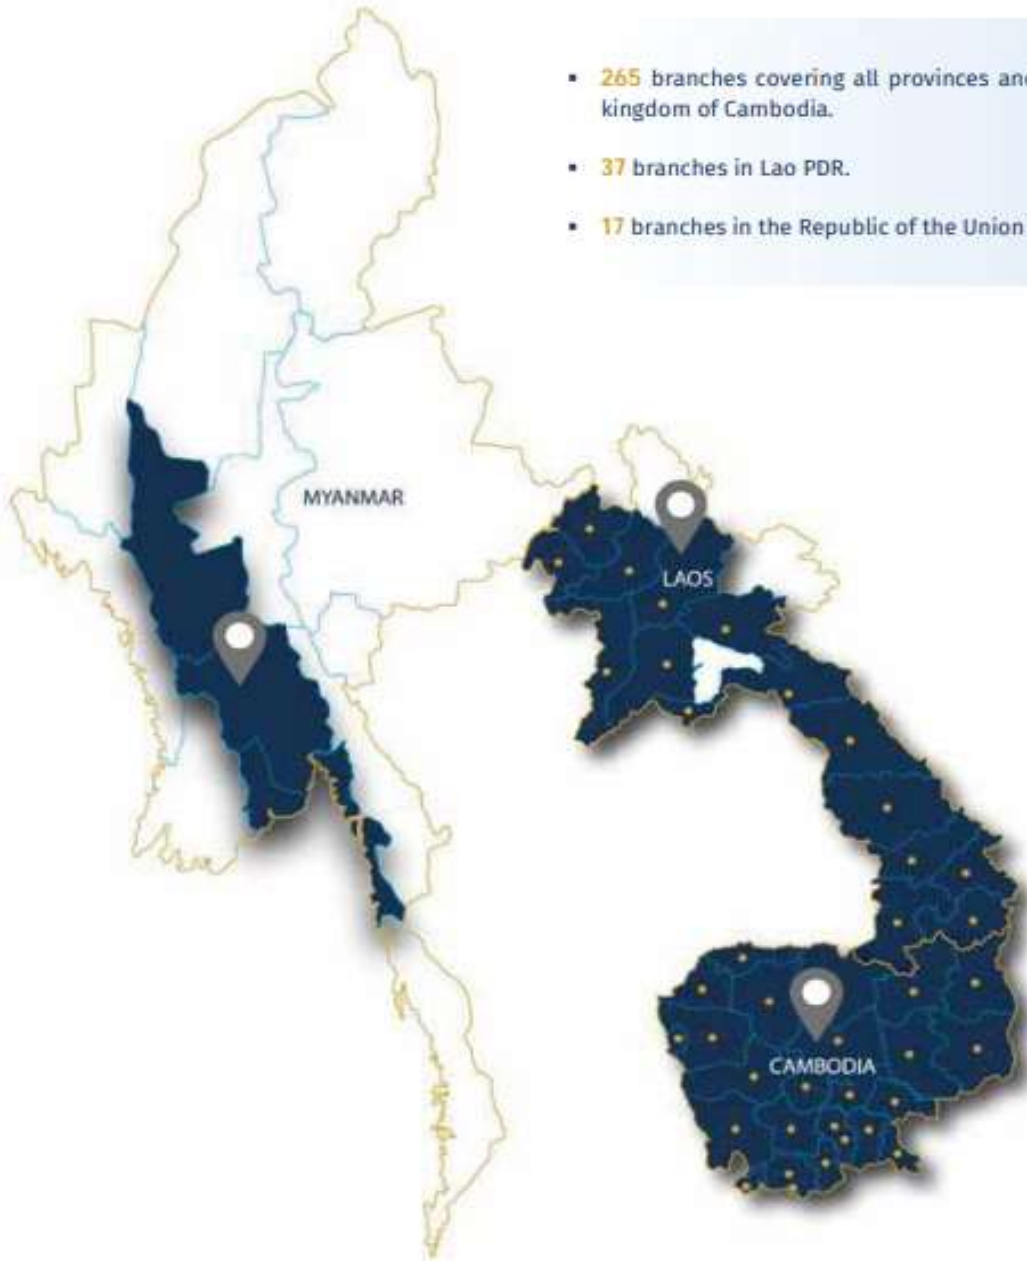 ▪ 265 branches covering all provinces and
kingdom of Cambodia.
▪ 37 branches in Lao PDR.
▪ 17 branches in the Republic of the Union
MYANMAR
LAOS
CAMBODIA